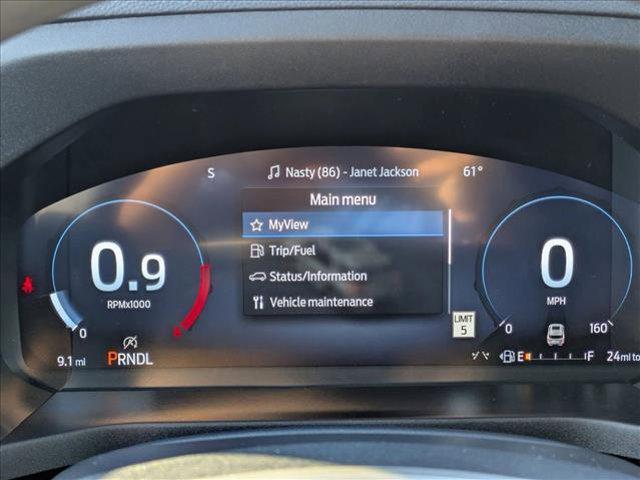 S
Nasty (86) - Janet Jackson
61°
Main menu
MyView
Trip/Fuel
Status/Information
Vehicle maintenance
0.9
RPMx1000
0
9.1 mi
PRNDL
LIMIT
5
0
MPH
0
160
E
F
24mi to